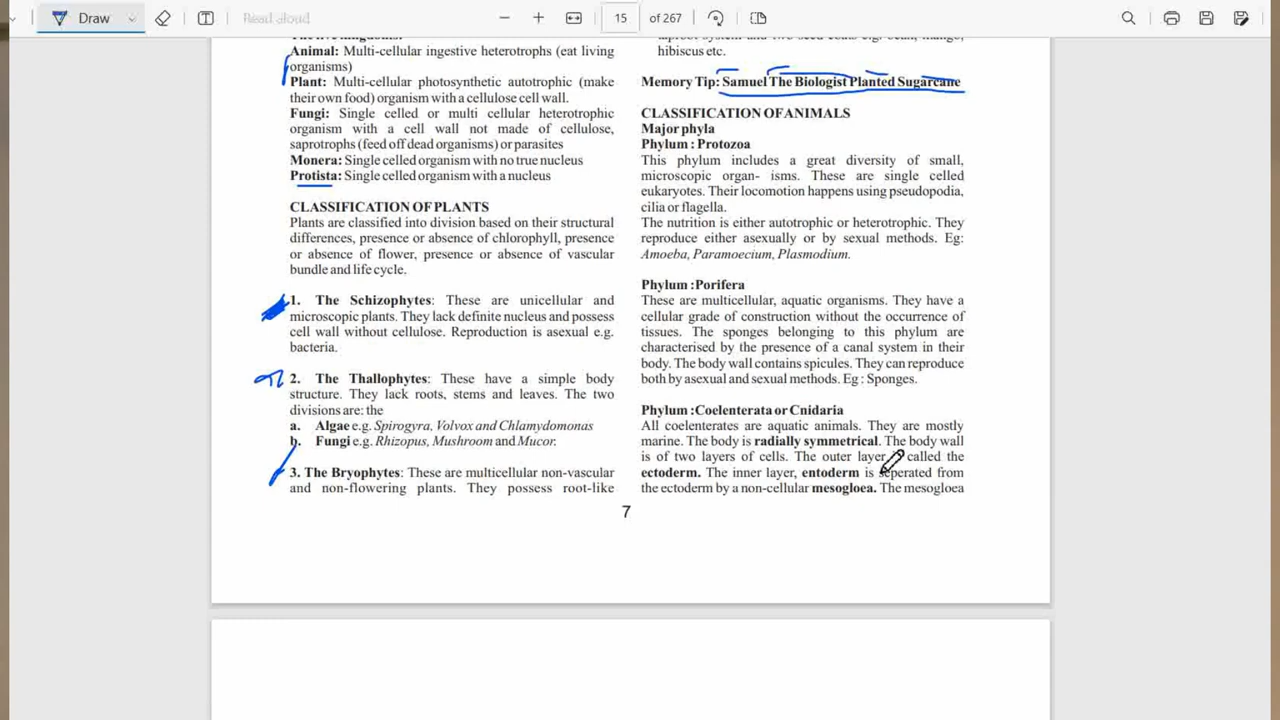 Draw
Read aloud
15 of 267
Animal: Multi-cellular ingestive heterotrophs (eat living
organisms)
Plant: Multi-cellular photosynthetic autotrophic (make
their own food) organism with a cellulose cell wall.
Fungi: Single celled or multi cellular heterotrophic
organism with a cell wall not made of cellulose,
saprotrophs (feed off dead organisms) or parasites
Monera: Single celled organism with no true nucleus
Protista: Single celled organism with a nucleus
CLASSIFICATION OF PLANTS
Plants are classified into division based on their structural
differences, presence or absence of chlorophyll, presence
or absence of flower, presence or absence of vascular
bundle and life cycle.
1. The Schizophytes: These are unicellular and
microscopic plants. They lack definite nucleus and possess
cell wall without cellulose. Reproduction is asexual e.g.
bacteria.
2. The Thallophytes: These have a simple body
structure. They lack roots, stems and leaves. The two
divisions are: the
a. Algae e.g. Spirogyra, Volvox and Chlamydomonas
b. Fungi e.g. Rhizopus, Mushroom and Mucor.
3. The Bryophytes: These are multicellular non-vascular
and non-flowering plants. They possess root-like
hibiscus etc.
Memory Tip: Samuel The Biologist Planted Sugarcane
CLASSIFICATION OF ANIMALS
Major phyla
Phylum : Protozoa
This phylum includes a great diversity of small,
microscopic organ- isms. These are single celled
eukaryotes. Their locomotion happens using pseudopodia,
cilia or flagella.
The nutrition is either autotrophic or heterotrophic. They
reproduce either asexually or by sexual methods. Eg:
Amoeba, Paramoecium, Plasmodium.
Phylum :Porifera
These are multicellular, aquatic organisms. They have a
cellular grade of construction without the occurrence of
tissues. The sponges belonging to this phylum are
characterised by the presence of a canal system in their
body. The body wall contains spicules. They can reproduce
both by asexual and sexual methods. Eg : Sponges.
Phylum :Coelenterata or Cnidaria
All coelenterates are aquatic animals. They are mostly
marine. The body is radially symmetrical. The body wall
is of two layers of cells. The outer layer called the
ectoderm. The inner layer, entoderm is seperated from
the ectoderm by a non-cellular mesogloea. The mesogloea
7